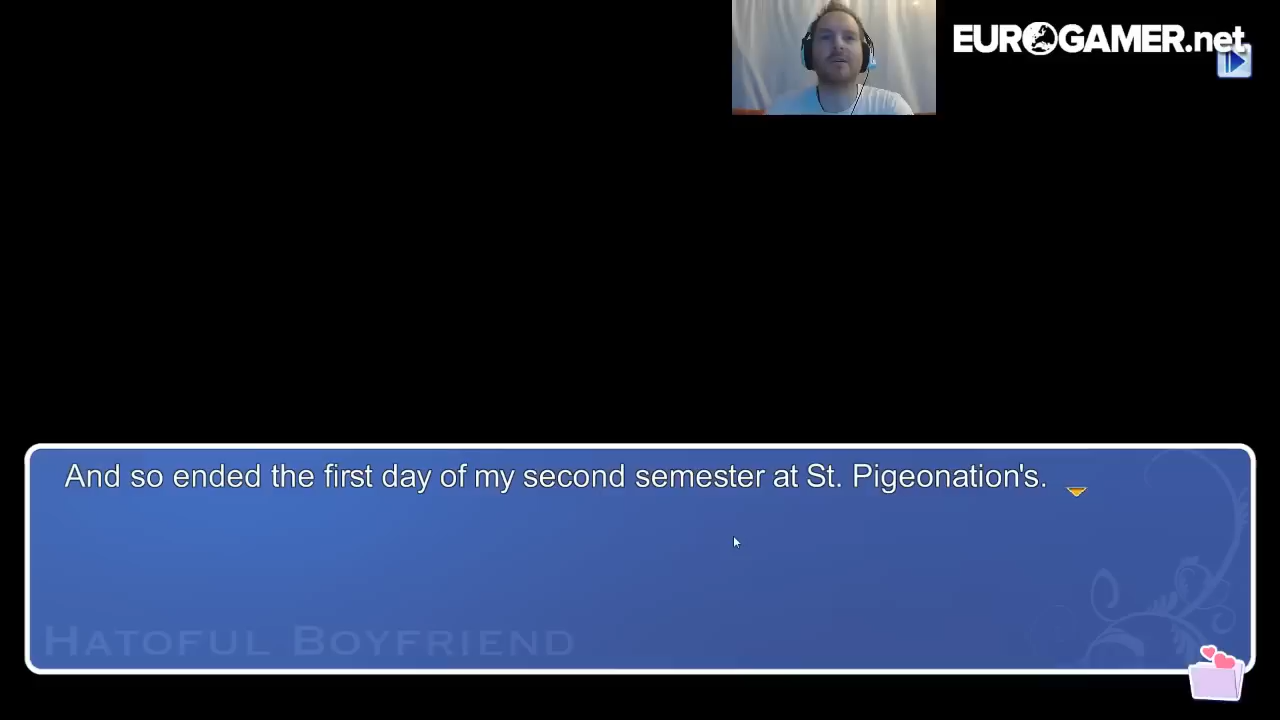 EUROGAMER.net
And so ended the first day of my second semester at St. Pigeonation's.
HATOFUL BOYFRIEND